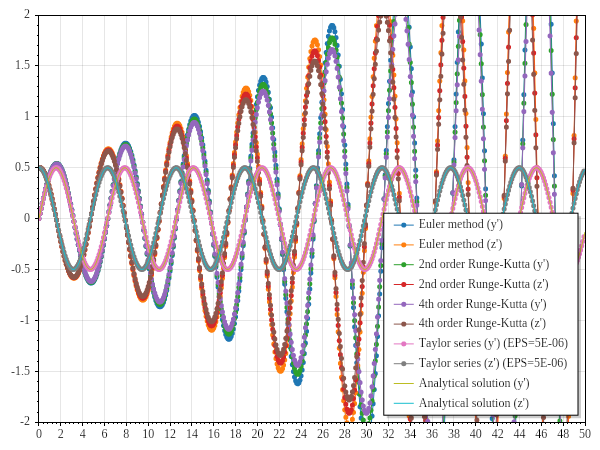 2
1.5
1
0.5
0
-0.5
-1
-1.5
-2
Euler method (y')
Euler method (z')
2nd order Runge-Kutta (y')
2nd order Runge-Kutta (z')
4th order Runge-Kutta (y')
4th order Runge-Kutta (z')
Taylor series (y') (EPS=5E-06)
Taylor series (z') (EPS=5E-06)
Analytical solution (y')
Analytical solution (z')
0 2 4 6 8 10 12 14 16 18 20 22 24 26 28 30 32 34 36 38 40 42 44 46 48 50